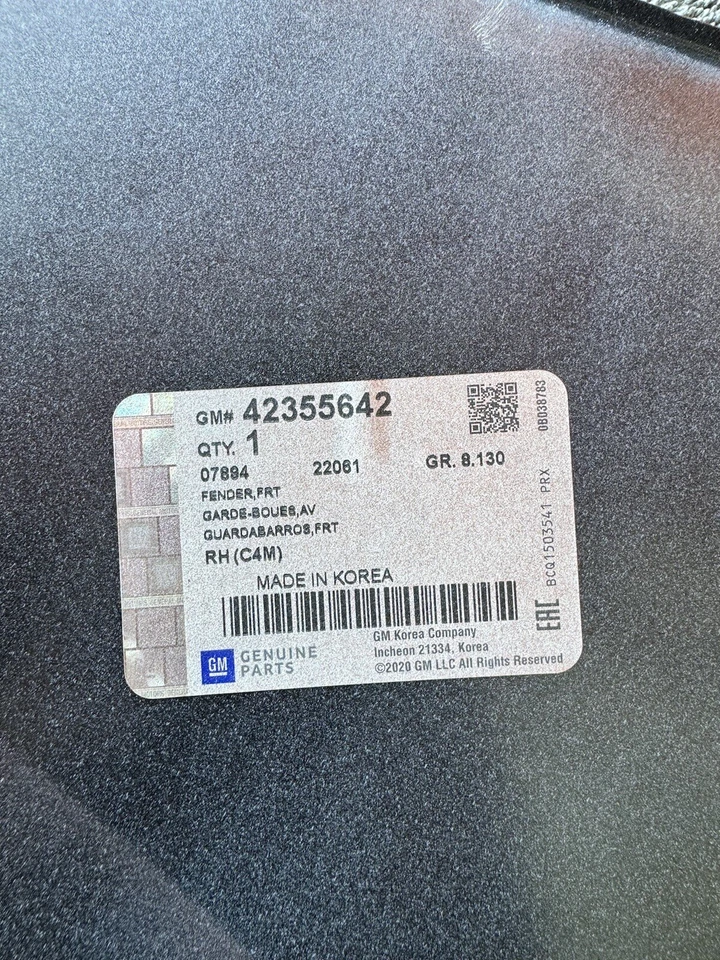 GM# 42355642
QTY. 1
07894 22061 GR. 8.130
FENDER,FRT
GARDE-BOUES,AV
GUARDABARROS,FRT
RH (C4M)
MADE IN KOREA
GM GENUINE PARTS
GM Korea Company
Incheon 21334, Korea
©2020 GM LLC All Rights Reserved
0B038783
BCQ1503541 PRX
EAC